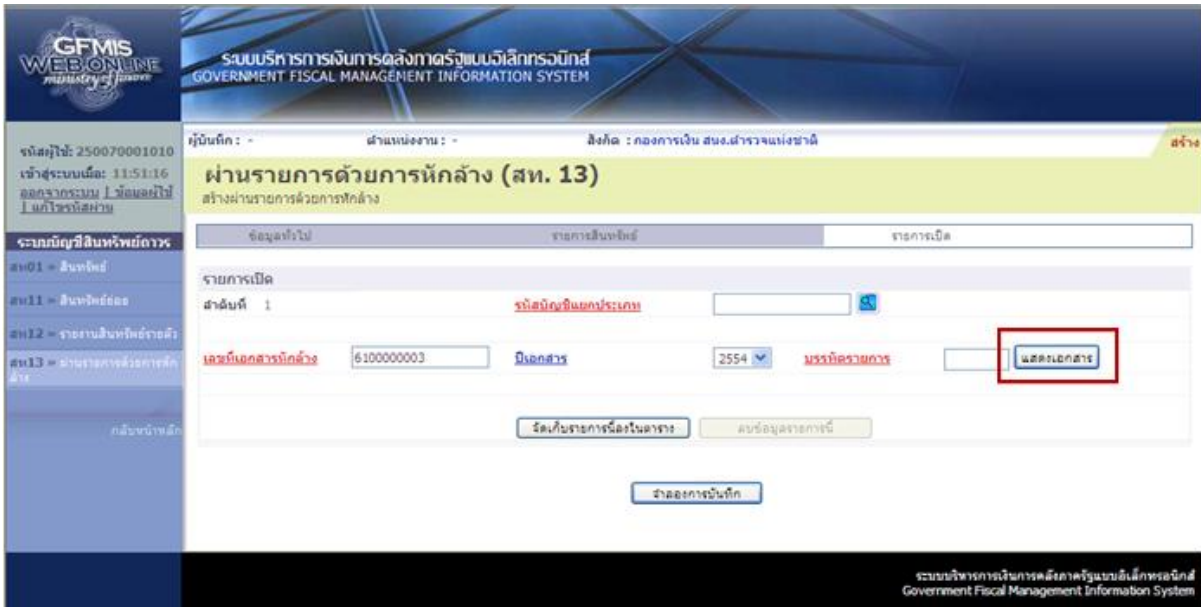 GFMIS
WEB ONLINE
ministry of finance
ระบบบริหารการเงินการคลังภาครัฐแบบอิเล็กทรอนิกส์
GOVERNMENT FISCAL MANAGEMENT INFORMATION SYSTEM
รหัสผู้ใช้: 250070001010
เข้าสู่ระบบเมื่อ: 11:51:16
ออกจากระบบ | ข้อมูลผู้ใช้
| แก้ไขรหัสผ่าน
ผู้บันทึก : - ตำแหน่งงาน : - สังกัด : กองการเงิน สนง.ตำรวจแห่งชาติ
สร้าง
ผ่านรายการด้วยการหักล้าง (สท. 13)
สร้างผ่านรายการด้วยการหักล้าง
ระบบบัญชีสินทรัพย์ถาวร
สท01 » สินทรัพย์
สท11 » สินทรัพย์ย่อย
สท12 » รายงานสินทรัพย์รายตัว
สท13 » ผ่านรายการด้วยการหัก
ล้าง
กลับหน้าหลัก
ข้อมูลทั่วไป รายการสินทรัพย์ รายการเปิด
รายการเปิด
ลำดับที่ 1 รหัสบัญชีแยกประเภท
เลขที่เอกสารหักล้าง 6100000003 ปีเอกสาร 2554 บรรทัดรายการ แสดงเอกสาร
จัดเก็บรายการนี้ลงในตาราง ลบข้อมูลรายการนี้
จำลองการบันทึก
ระบบบริหารการเงินการคลังภาครัฐแบบอิเล็กทรอนิกส์
Government Fiscal Management Information System